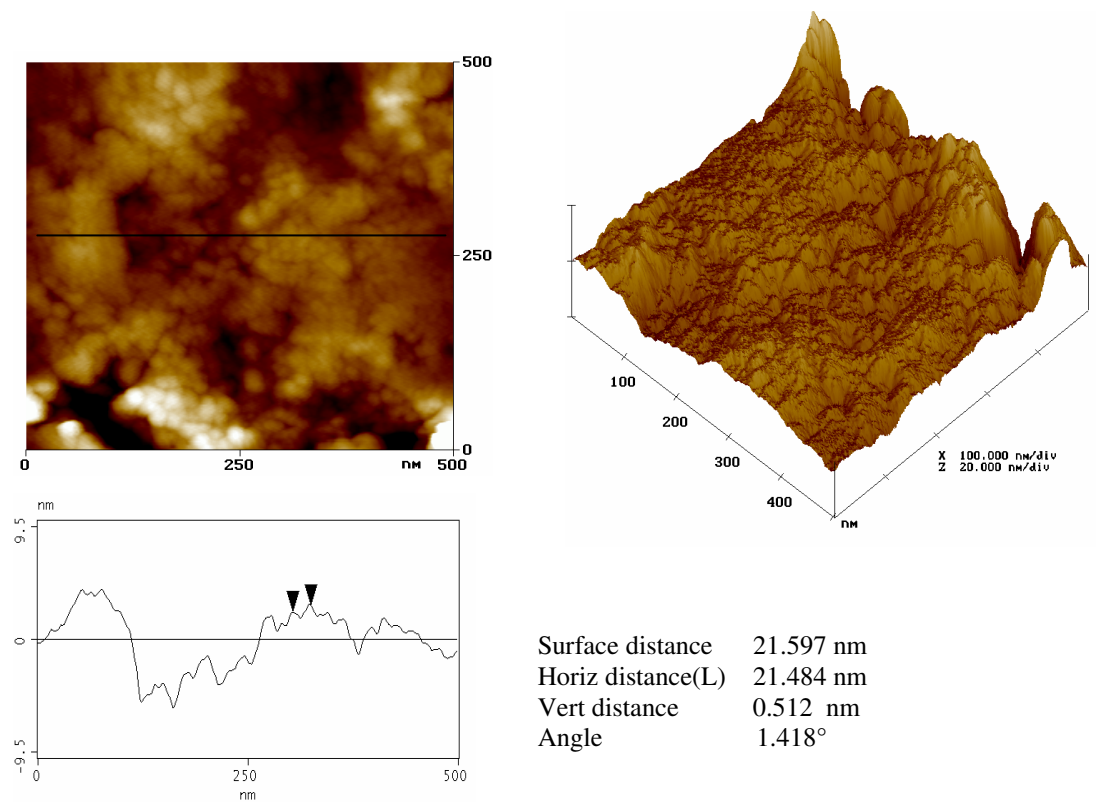 500
250
0
0
250
nm
500
100
200
300
400
nm
X 100.000 nm/div
Z 20.000 nm/div
nm
9.5
0
-9.5
0
250
500
nm
Surface distance 21.597 nm
Horiz distance(L) 21.484 nm
Vert distance 0.512 nm
Angle 1.418°